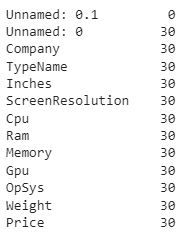 Unnamed: 0.1 0
Unnamed: 0 30
Company 30
TypeName 30
Inches 30
ScreenResolution 30
Cpu 30
Ram 30
Memory 30
Gpu 30
OpSys 30
Weight 30
Price 30